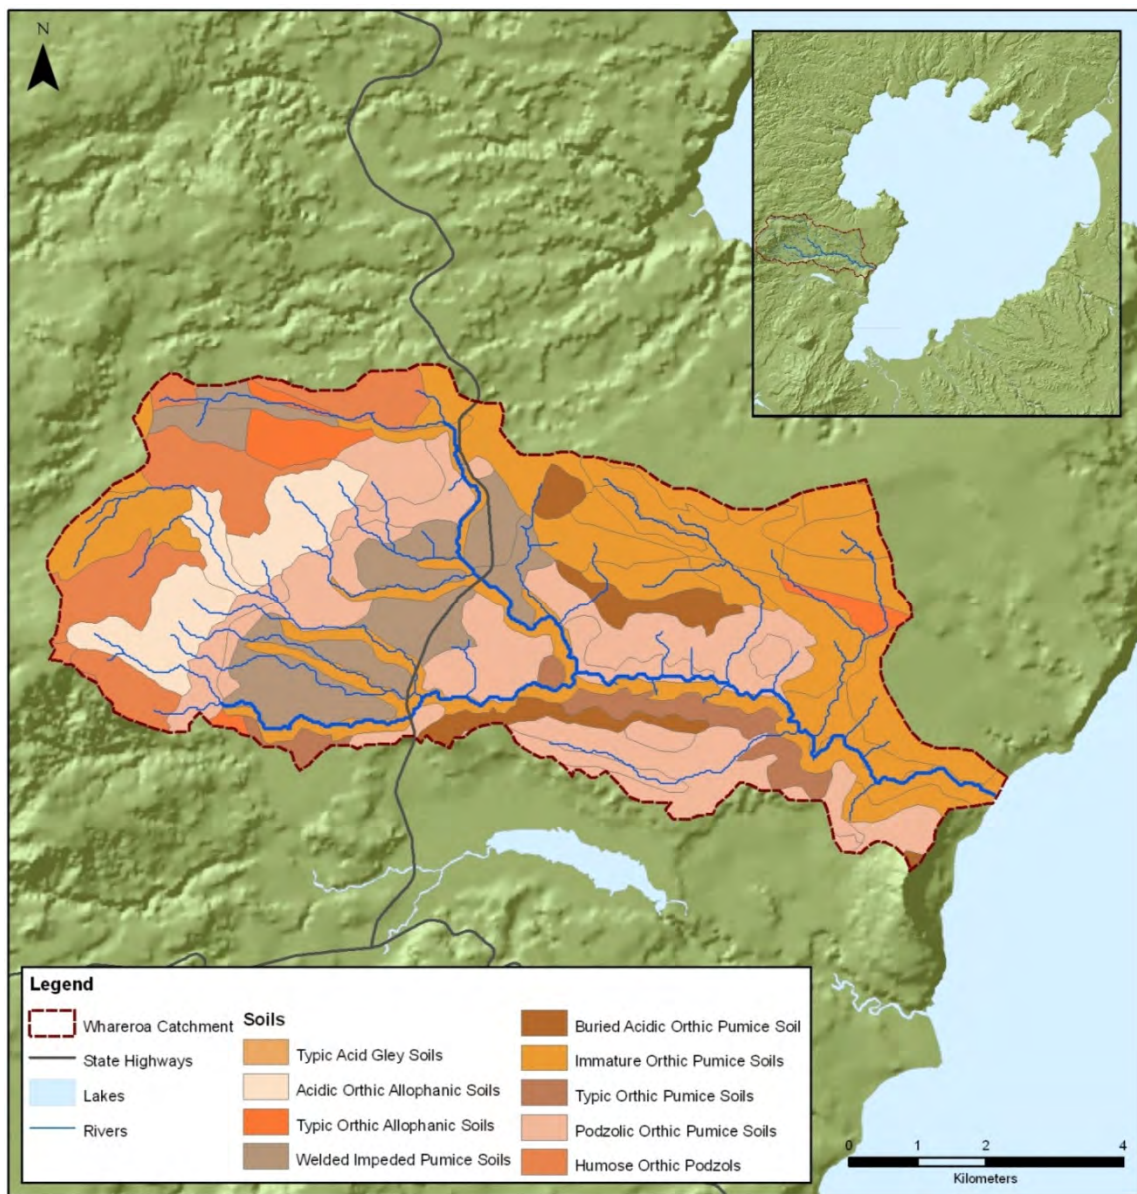 N
Legend
Whareroa Catchment
State Highways
Lakes
Rivers
Soils
Typic Acid Gley Soils
Acidic Orthic Allophanic Soils
Typic Orthic Allophanic Soils
Welded Impeded Pumice Soils
Buried Acidic Orthic Pumice Soil
Immature Orthic Pumice Soils
Typic Orthic Pumice Soils
Podzolic Orthic Pumice Soils
Humose Orthic Podzols
0 1 2 4
Kilometers